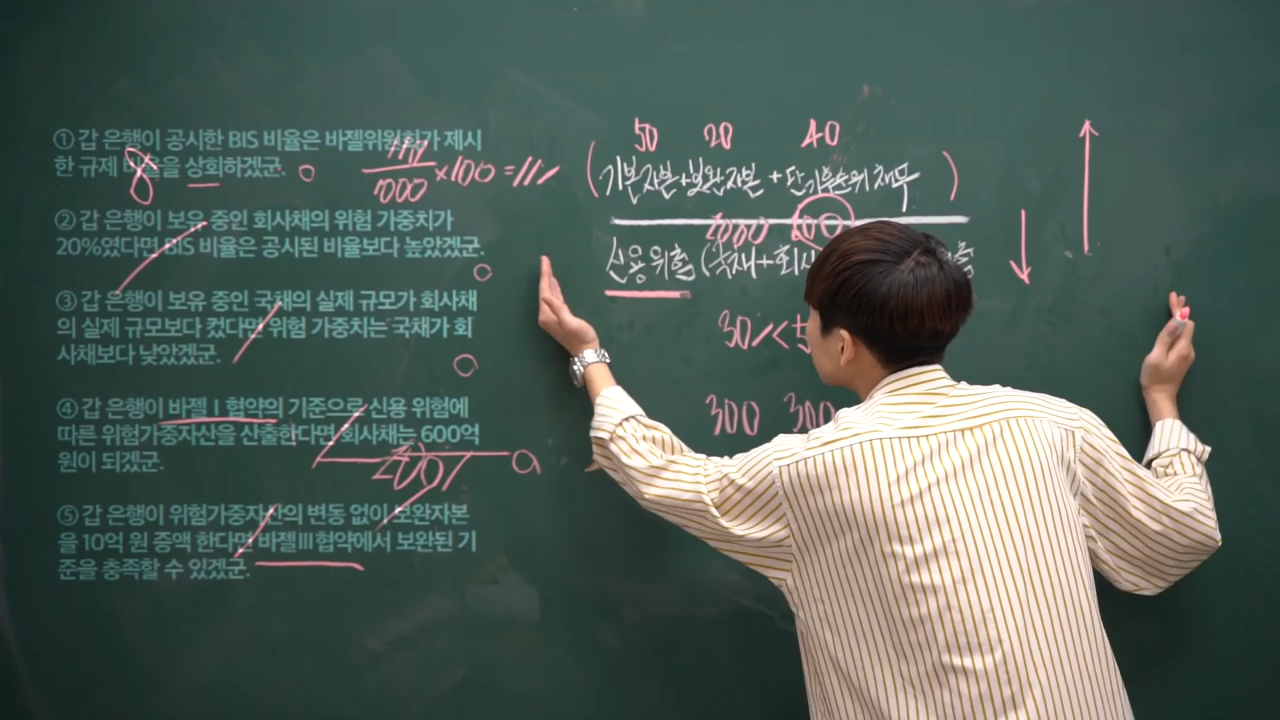 ① 갑 은행이 공시한 BIS 비율은 바젤위원회가 제시
한 규제 비율을 상회하겠군.
8
○
110/1000 ×100 = 11%
② 갑 은행이 보유 중인 회사채의 위험 가중치가
20%였다면 BIS 비율은 공시된 비율보다 높았겠군.
○
③ 갑 은행이 보유 중인 국채의 실제 규모가 회사채
의 실제 규모보다 컸다면 위험 가중치는 국채가 회
사채보다 낮았겠군.
○
④ 갑 은행이 바젤 Ⅰ 협약의 기준으로 신용 위험에
따른 위험가중자산을 산출한다면 회사채는 600억
원이 되겠군.
⑤ 갑 은행이 위험가중자산의 변동 없이 보완자본
을 10억 원 증액 한다면 바젤Ⅲ협약에서 보완된 기
준을 충족할 수 있겠군.
50 20 40
(기본자본+보완자본+단기후순위채무)
신용위험 (국채+회사
300 300